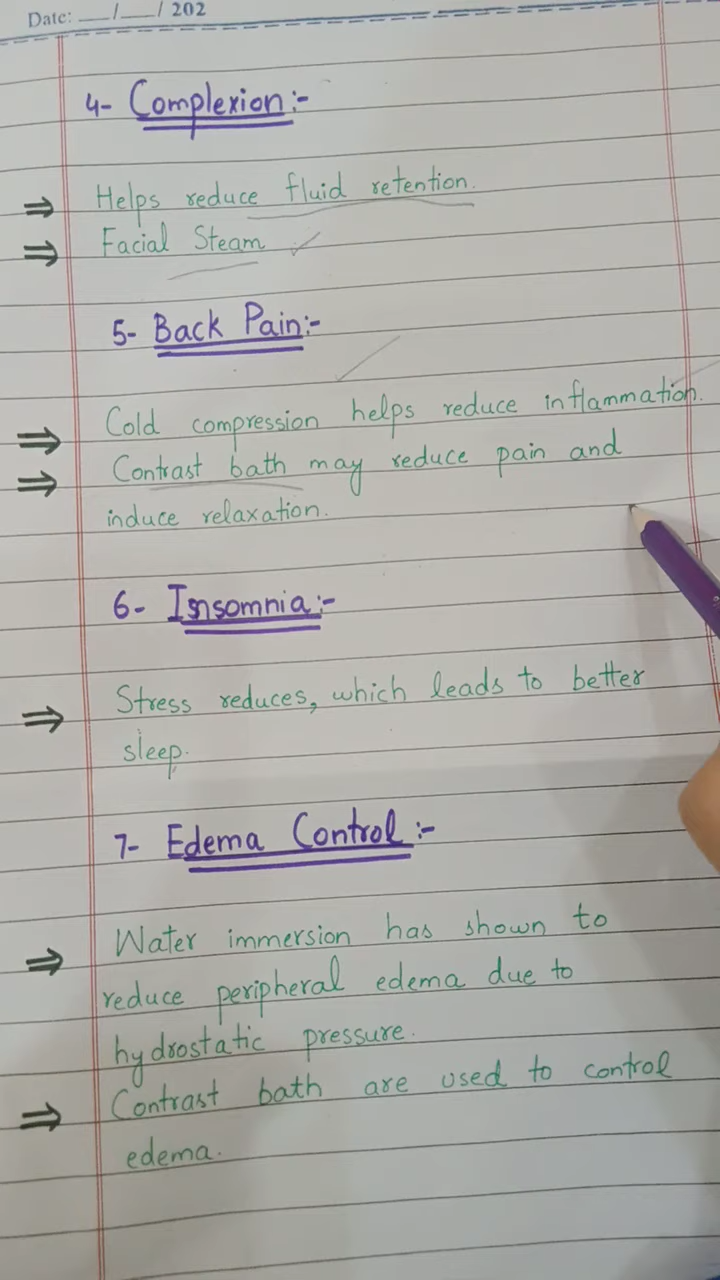 Date: __/__/ 202
4- Complexion:-
⇒ Helps reduce fluid retention.
⇒ Facial Steam
5- Back Pain:-
⇒ Cold compression helps reduce inflammation.
⇒ Contrast bath may reduce pain and
induce relaxation.
6- Insomnia:-
⇒ Stress reduces, which leads to better
sleep.
7- Edema Control:-
⇒ Water immersion has shown to
reduce peripheral edema due to
hydrostatic pressure.
⇒ Contrast bath are used to control
edema.